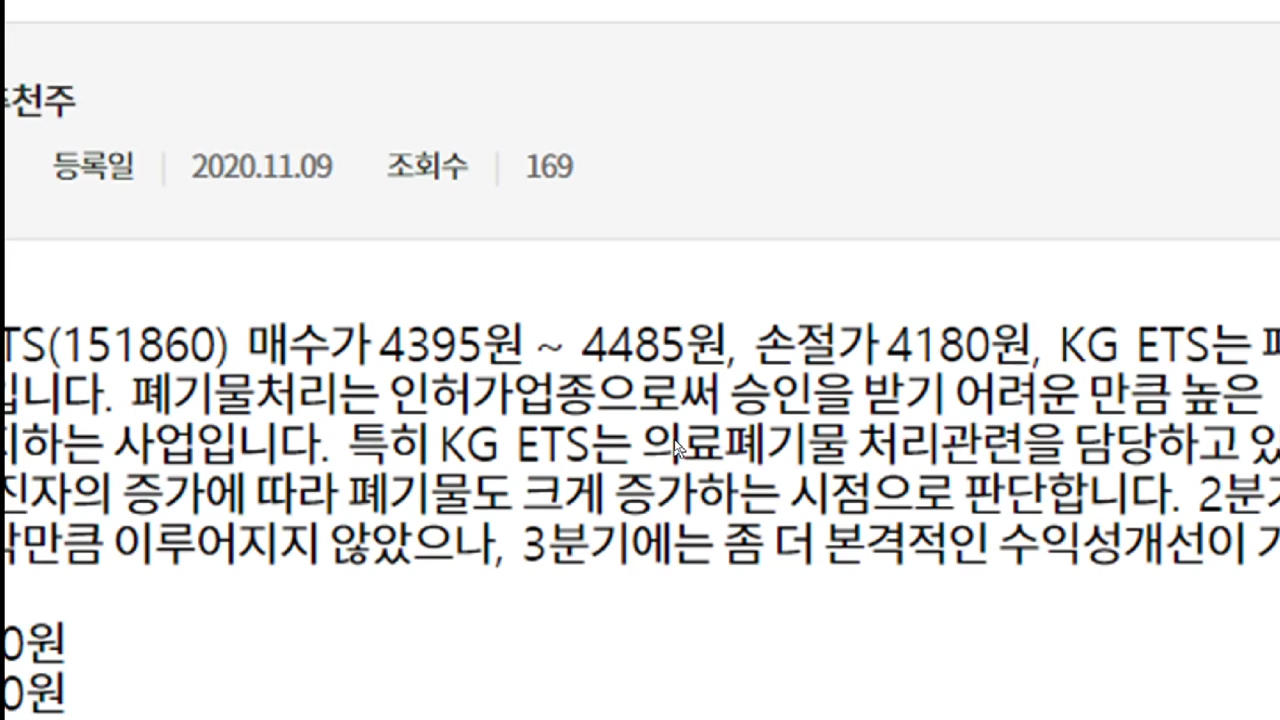 추천주
등록일 2020.11.09 조회수 169
TS(151860) 매수가 4395원 ~ 4485원, 손절가 4180원, KG ETS는
입니다. 폐기물처리는 인허가업종으로써 승인을 받기 어려운 만큼 높은
하는 사업입니다. 특히 KG ETS는 의료폐기물 처리관련을 담당하고
진자의 증가에 따라 폐기물도 크게 증가하는 시점으로 판단합니다. 2분기
만큼 이루어지지 않았으나, 3분기에는 좀 더 본격적인 수익성개선이
0원
0원